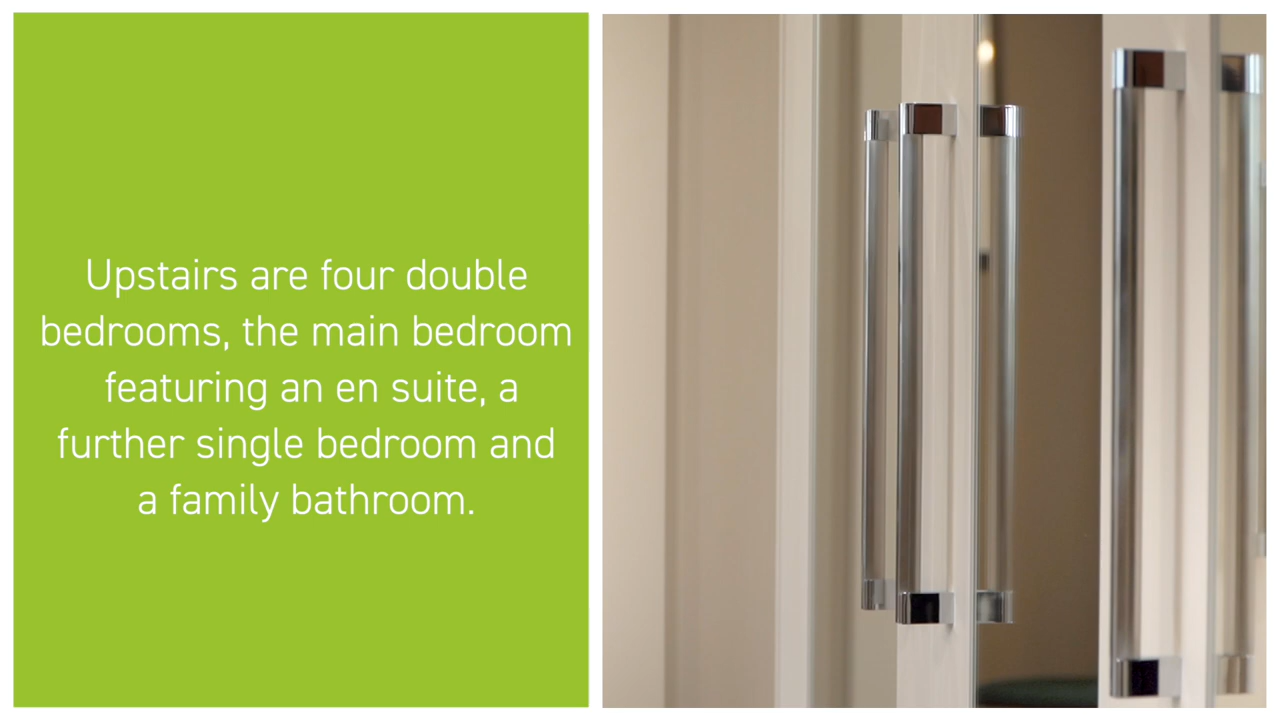 Upstairs are four double
bedrooms, the main bedroom
featuring an en suite, a
further single bedroom and
a family bathroom.